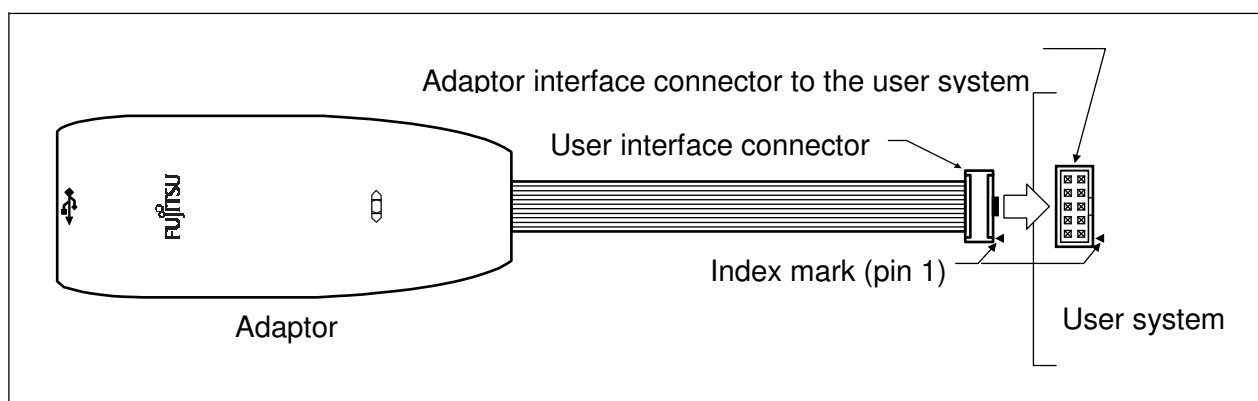 Adaptor interface connector to the user system
User interface connector
FUJITSU
Index mark (pin 1)
Adaptor
User system